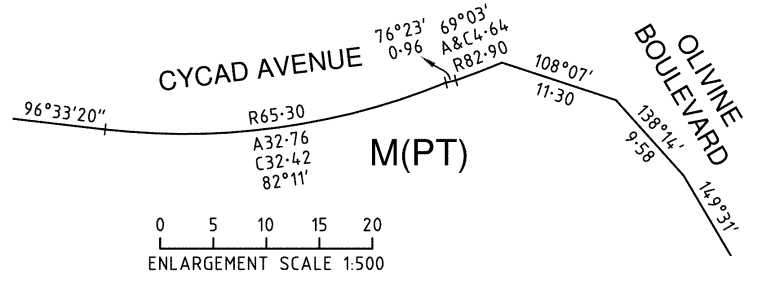 CYCAD AVENUE
OLIVINE
BOULEVARD
96°33'20"
R65·30
A32·76
C32·42
82°11'
76°23'
0·96
69°03'
A&C4·64
R82·90
108°07'
11·30
138°14'
9·58
149°31'
M(PT)
0 5 10 15 20
ENLARGEMENT SCALE 1:500